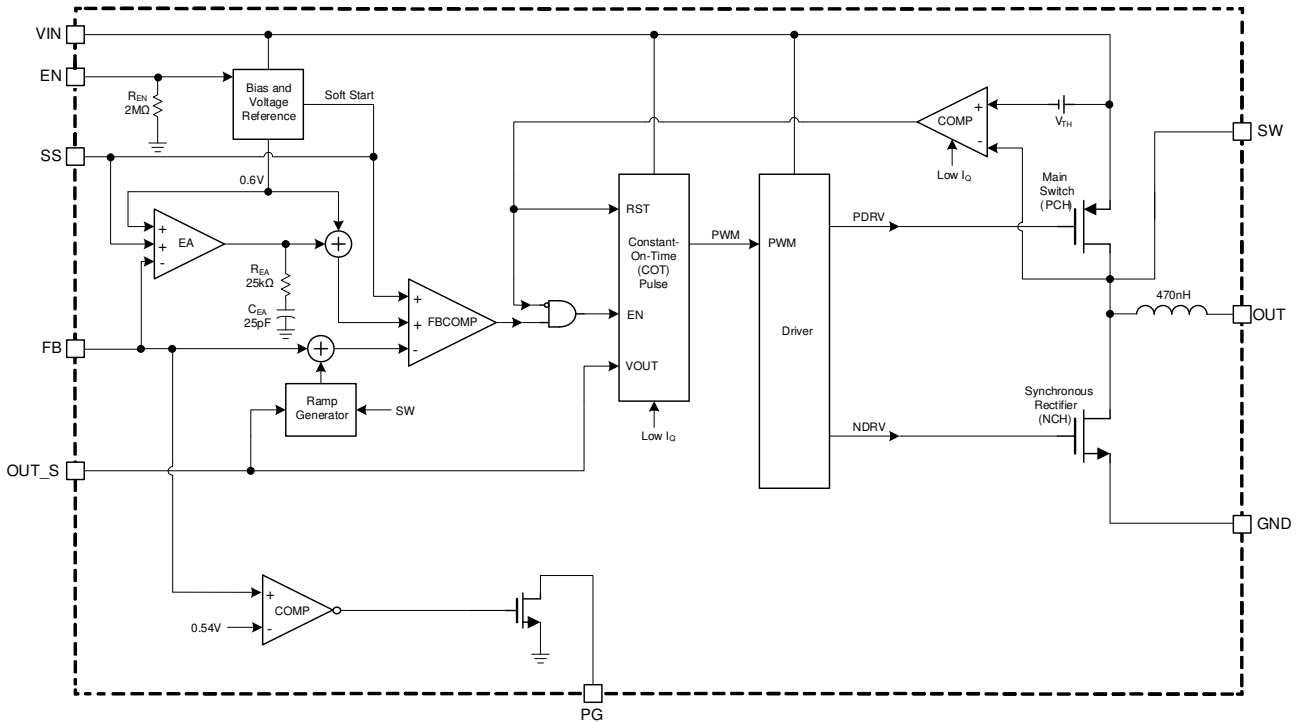 VIN
EN
R_EN
2MΩ
Bias and
Voltage
Reference
Soft Start
SS
0.6V
+
+
-
EA
+
R_EA
25kΩ
C_EA
25pF
+
+
-
FBCOMP
FB
+
Ramp
Generator
SW
OUT_S
RST
Constant-
On-Time
(COT)
Pulse
EN
VOUT
Low I_Q
PWM
PWM
Driver
PDRV
NDRV
COMP
+
-
Low I_Q
V_TH
Main
Switch
(PCH)
SW
470nH
OUT
Synchronous
Rectifier
(NCH)
GND
+
COMP
-
0.54V
PG